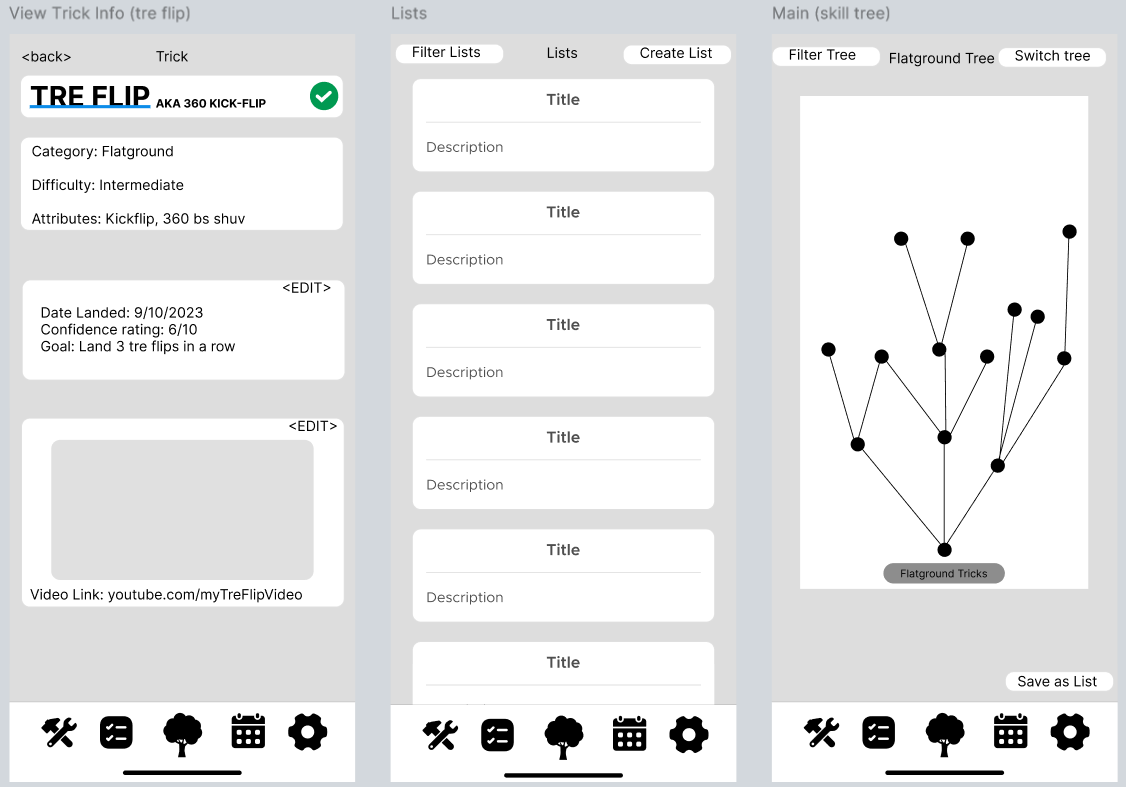 View Trick Info (tre flip)
<back>
Trick
TRE FLIP AKA 360 KICK-FLIP
Category: Flatground
Difficulty: Intermediate
Attributes: Kickflip, 360 bs shuv
<EDIT>
Date Landed: 9/10/2023
Confidence rating: 6/10
Goal: Land 3 tre flips in a row
<EDIT>
Video Link: youtube.com/myTreFlipVideo
Lists
Filter Lists
Lists
Create List
Title
Description
Title
Description
Title
Description
Title
Description
Title
Description
Title
Main (skill tree)
Filter Tree
Flatground Tree
Switch tree
Flatground Tricks
Save as List